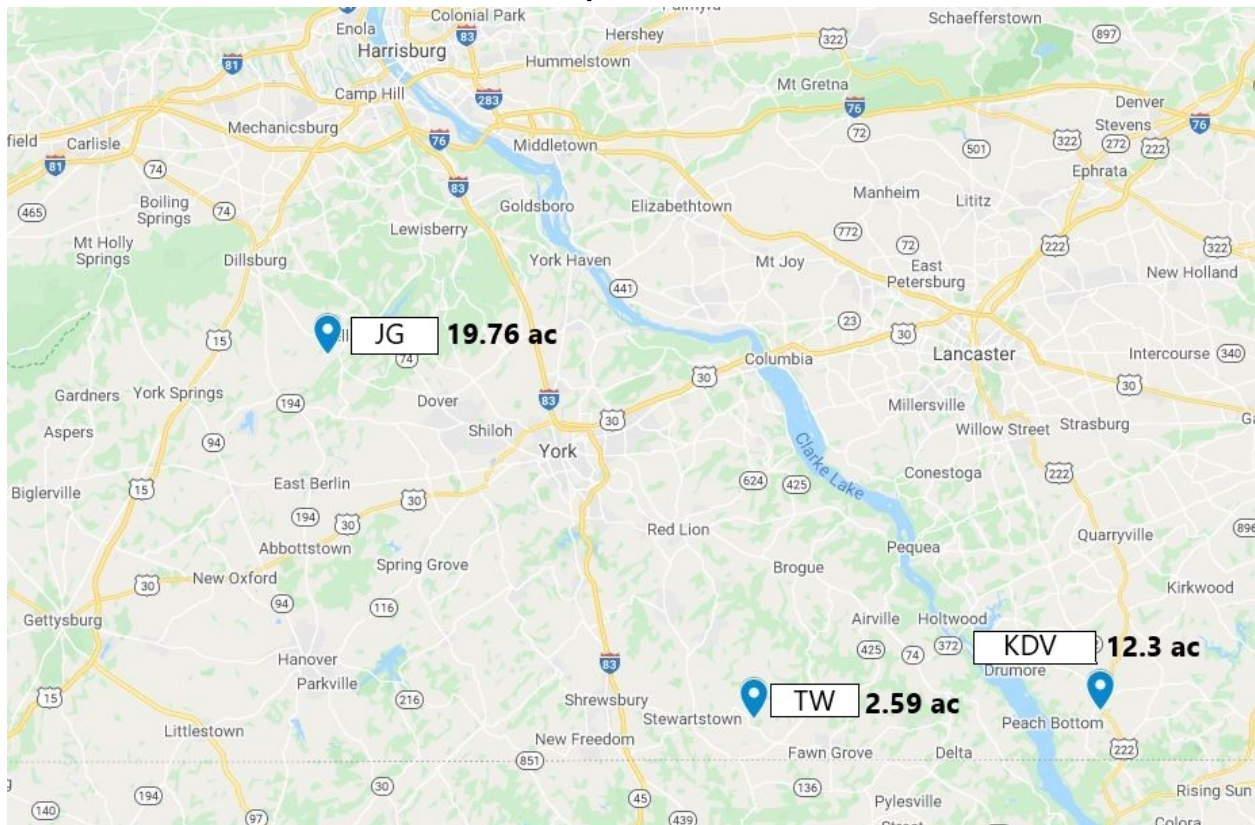 Colonial Park
Palmyra
Schaefferstown
Enola
83
Hershey
322
897
Harrisburg
81
Hummelstown
Camp Hill
283
Mt Gretna
76
Denver
Mechanicsburg
76
72
Stevens
76
field
Carlisle
83
Middletown
501
322
272
222
81
74
Ephrata
465
Boiling
Springs
74
Goldsboro
Elizabethtown
Manheim
Lititz
Lewisberry
772
72
222
322
Mt Holly
Springs
Dillsburg
York Haven
Mt Joy
East
Petersburg
New Holland
441
15
JG
19.76 ac
74
23
30
Columbia
Lancaster
Intercourse
340
30
30
Gardners
York Springs
194
Dover
83
30
Millersville
Aspers
94
Shiloh
York
Willow Street
Strasburg
Clarke Lake
Conestoga
222
Biglerville
15
East Berlin
30
624
425
194
30
Red Lion
Quarryville
896
Abbottstown
Spring Grove
Pequea
New Oxford
30
Brogue
Kirkwood
94
116
Gettysburg
Airville
Holtwood
425
74
372
KDV
12.3 ac
Hanover
83
Drumore
Parkville
15
216
Shrewsbury
TW
2.59 ac
Stewartstown
Peach Bottom
Littlestown
New Freedom
222
851
Fawn Grove
Delta
30
194
45
136
Rising Sun
140
97
439
Pylesville
Street
Colora